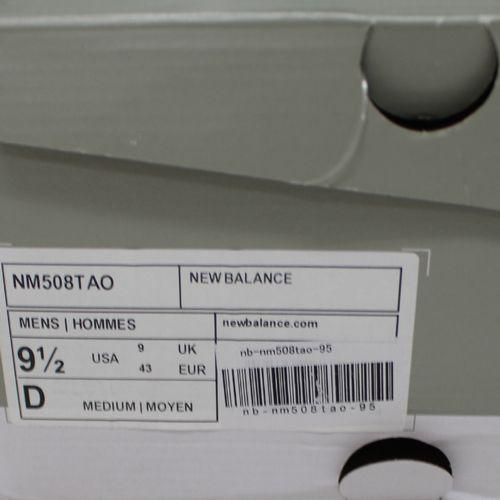 NM508TAO
NEW BALANCE
MENS | HOMMES
newbalance.com
9½ USA 9 UK
43 EUR
D MEDIUM | MOYEN
nb-nm508tao-95
nb-nm508tao-95